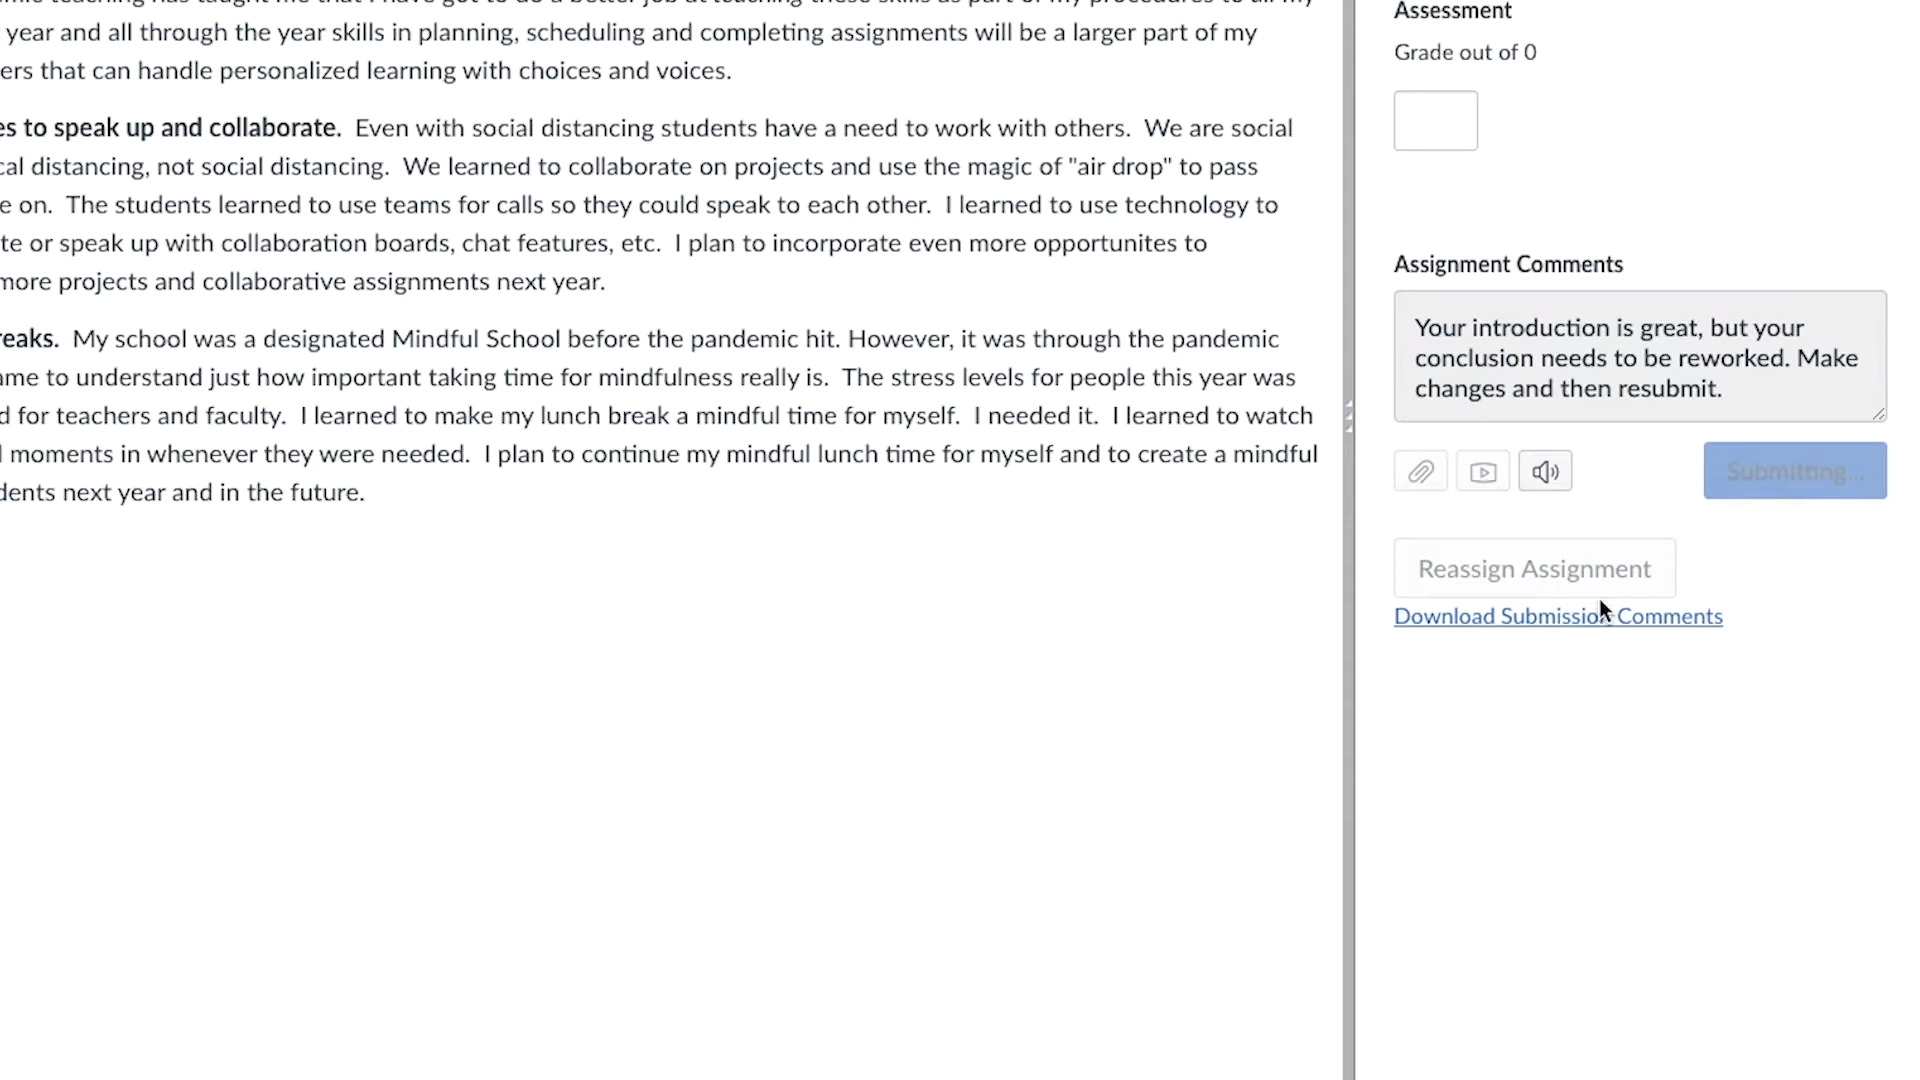 year and all through the year skills in planning, scheduling and completing assignments will be a larger part of my
ers that can handle personalized learning with choices and voices.
es to speak up and collaborate. Even with social distancing students have a need to work with others. We are social
cal distancing, not social distancing. We learned to collaborate on projects and use the magic of "air drop" to pass
e on. The students learned to use teams for calls so they could speak to each other. I learned to use technology to
te or speak up with collaboration boards, chat features, etc. I plan to incorporate even more opportunites to
more projects and collaborative assignments next year.
reaks. My school was a designated Mindful School before the pandemic hit. However, it was through the pandemic
ame to understand just how important taking time for mindfulness really is. The stress levels for people this year was
d for teachers and faculty. I learned to make my lunch break a mindful time for myself. I needed it. I learned to watch
moments in whenever they were needed. I plan to continue my mindful lunch time for myself and to create a mindful
dents next year and in the future.
Assessment
Grade out of 0
Assignment Comments
Your introduction is great, but your
conclusion needs to be reworked. Make
changes and then resubmit.
Submitting...
Reassign Assignment
Download Submission Comments